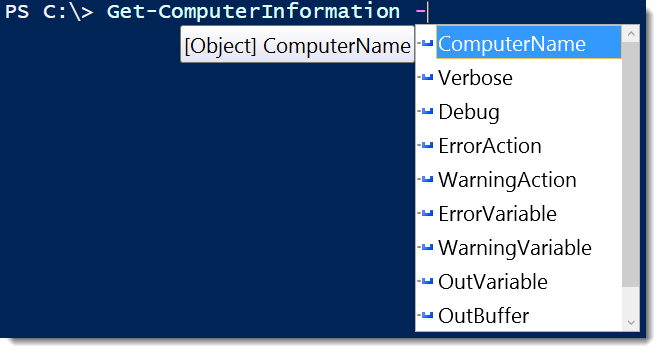 PS C:\> Get-ComputerInformation -
[Object] ComputerName
ComputerName
Verbose
Debug
ErrorAction
WarningAction
ErrorVariable
WarningVariable
OutVariable
OutBuffer